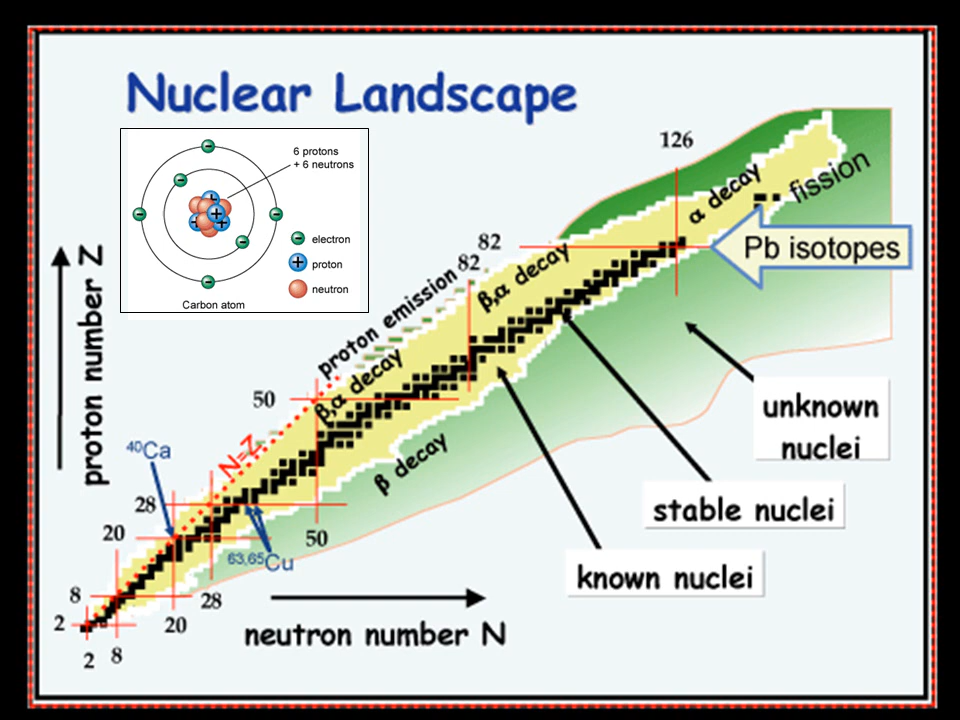 Nuclear Landscape
6 protons
+ 6 neutrons
electron
proton
neutron
Carbon atom
126
α decay
fission
Pb isotopes
82
82
β,α decay
proton emission
β,α decay
50
N=Z
β decay
unknown
nuclei
proton number Z
⁴⁰Ca
28
stable nuclei
20
50
⁶³,⁶⁵Cu
known nuclei
8
28
2
20
neutron number N
2
8